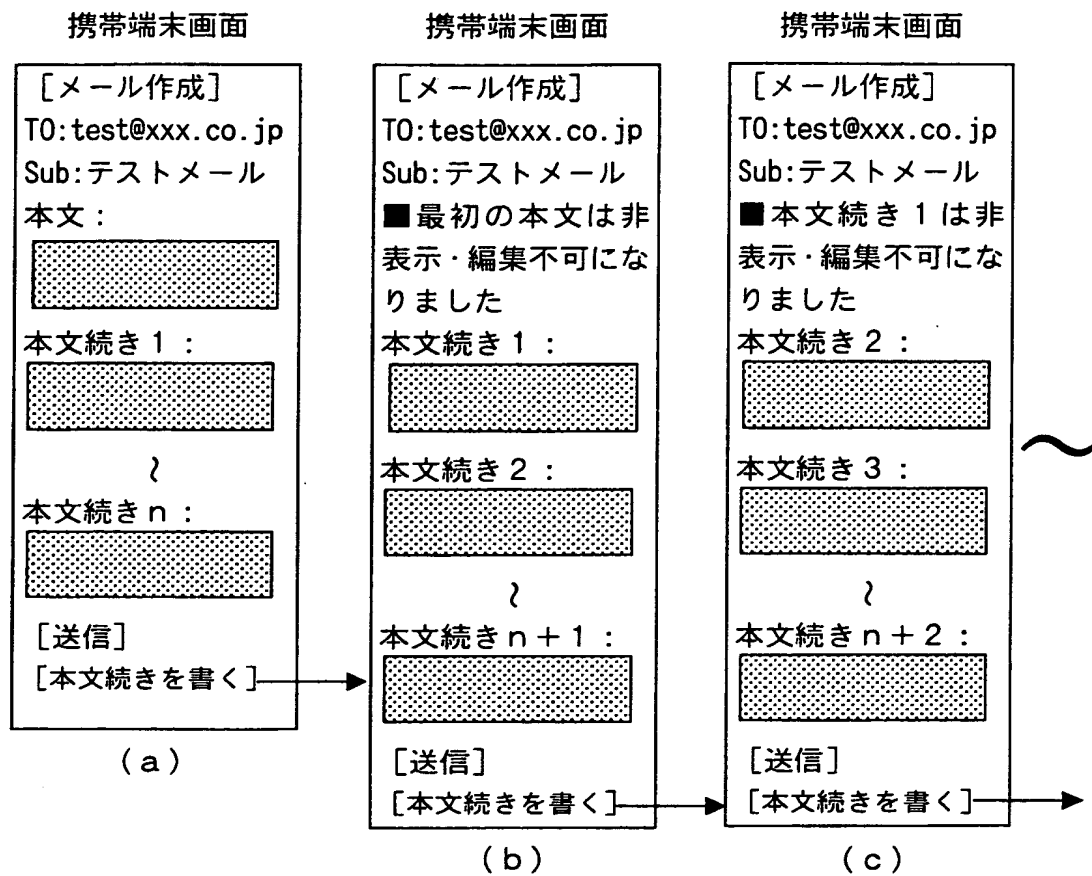 携帯端末画面
[メール作成]
TO:test@xxx.co.jp
Sub:テストメール
本文:
本文続き1:
~
本文続きn:
[送信]
[本文続きを書く]
(a)
携帯端末画面
[メール作成]
TO:test@xxx.co.jp
Sub:テストメール
■最初の本文は非
表示・編集不可にな
りました
本文続き1:
本文続き2:
~
本文続きn+1:
[送信]
[本文続きを書く]
(b)
携帯端末画面
[メール作成]
TO:test@xxx.co.jp
Sub:テストメール
■本文続き1は非
表示・編集不可にな
りました
本文続き2:
本文続き3:
~
本文続きn+2:
[送信]
[本文続きを書く]
(c)
~